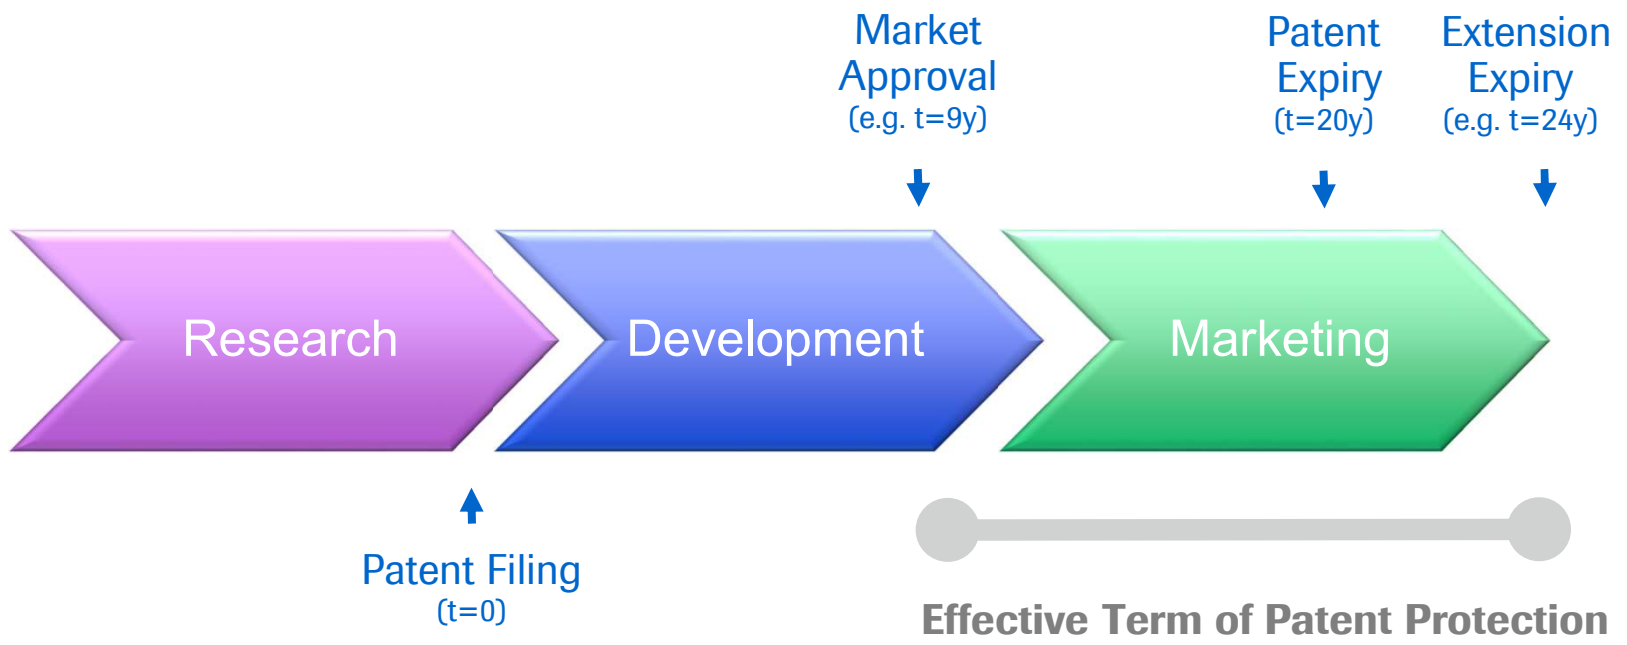 Market
Approval
(e.g. t=9y)
Patent
Expiry
(t=20y)
Extension
Expiry
(e.g. t=24y)
Research
Development
Marketing
Patent Filing
(t=0)
Effective Term of Patent Protection